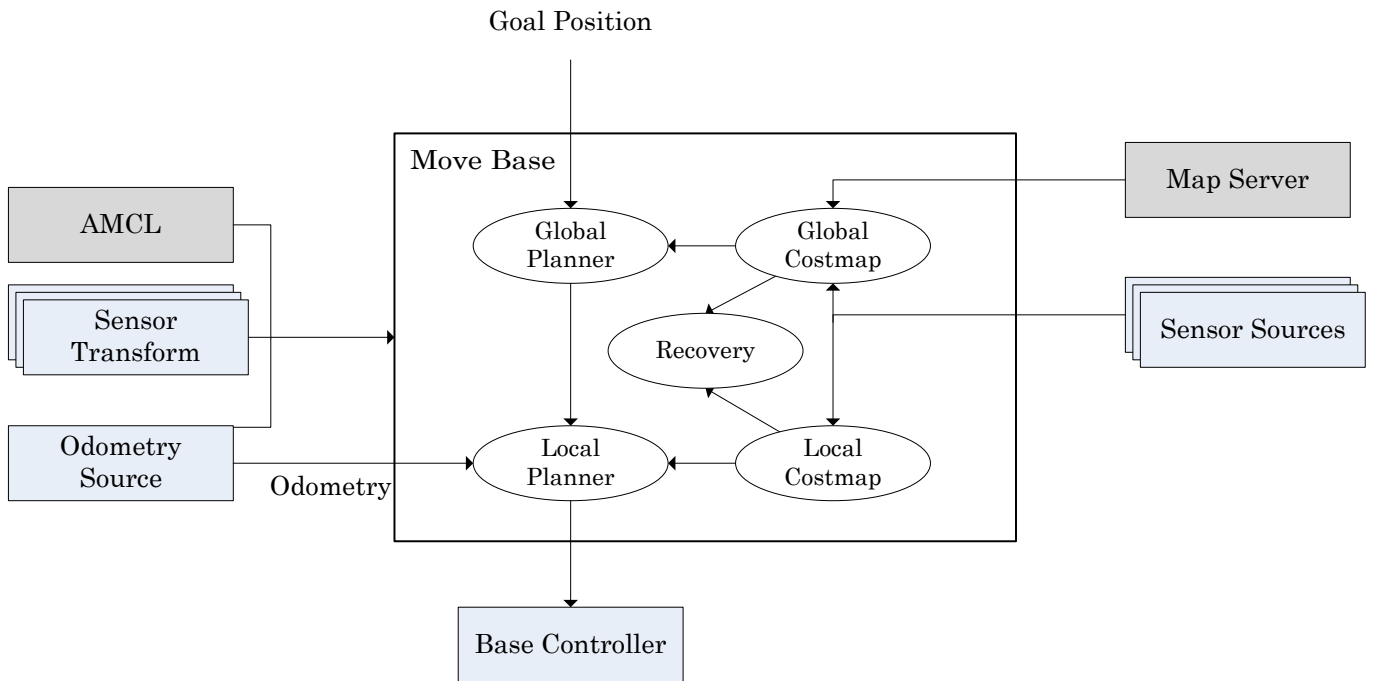 Goal Position
Move Base
Map Server
AMCL
Global
Planner
Global
Costmap
Sensor
Transform
Recovery
Sensor Sources
Odometry
Source
Odometry
Local
Planner
Local
Costmap
Base Controller